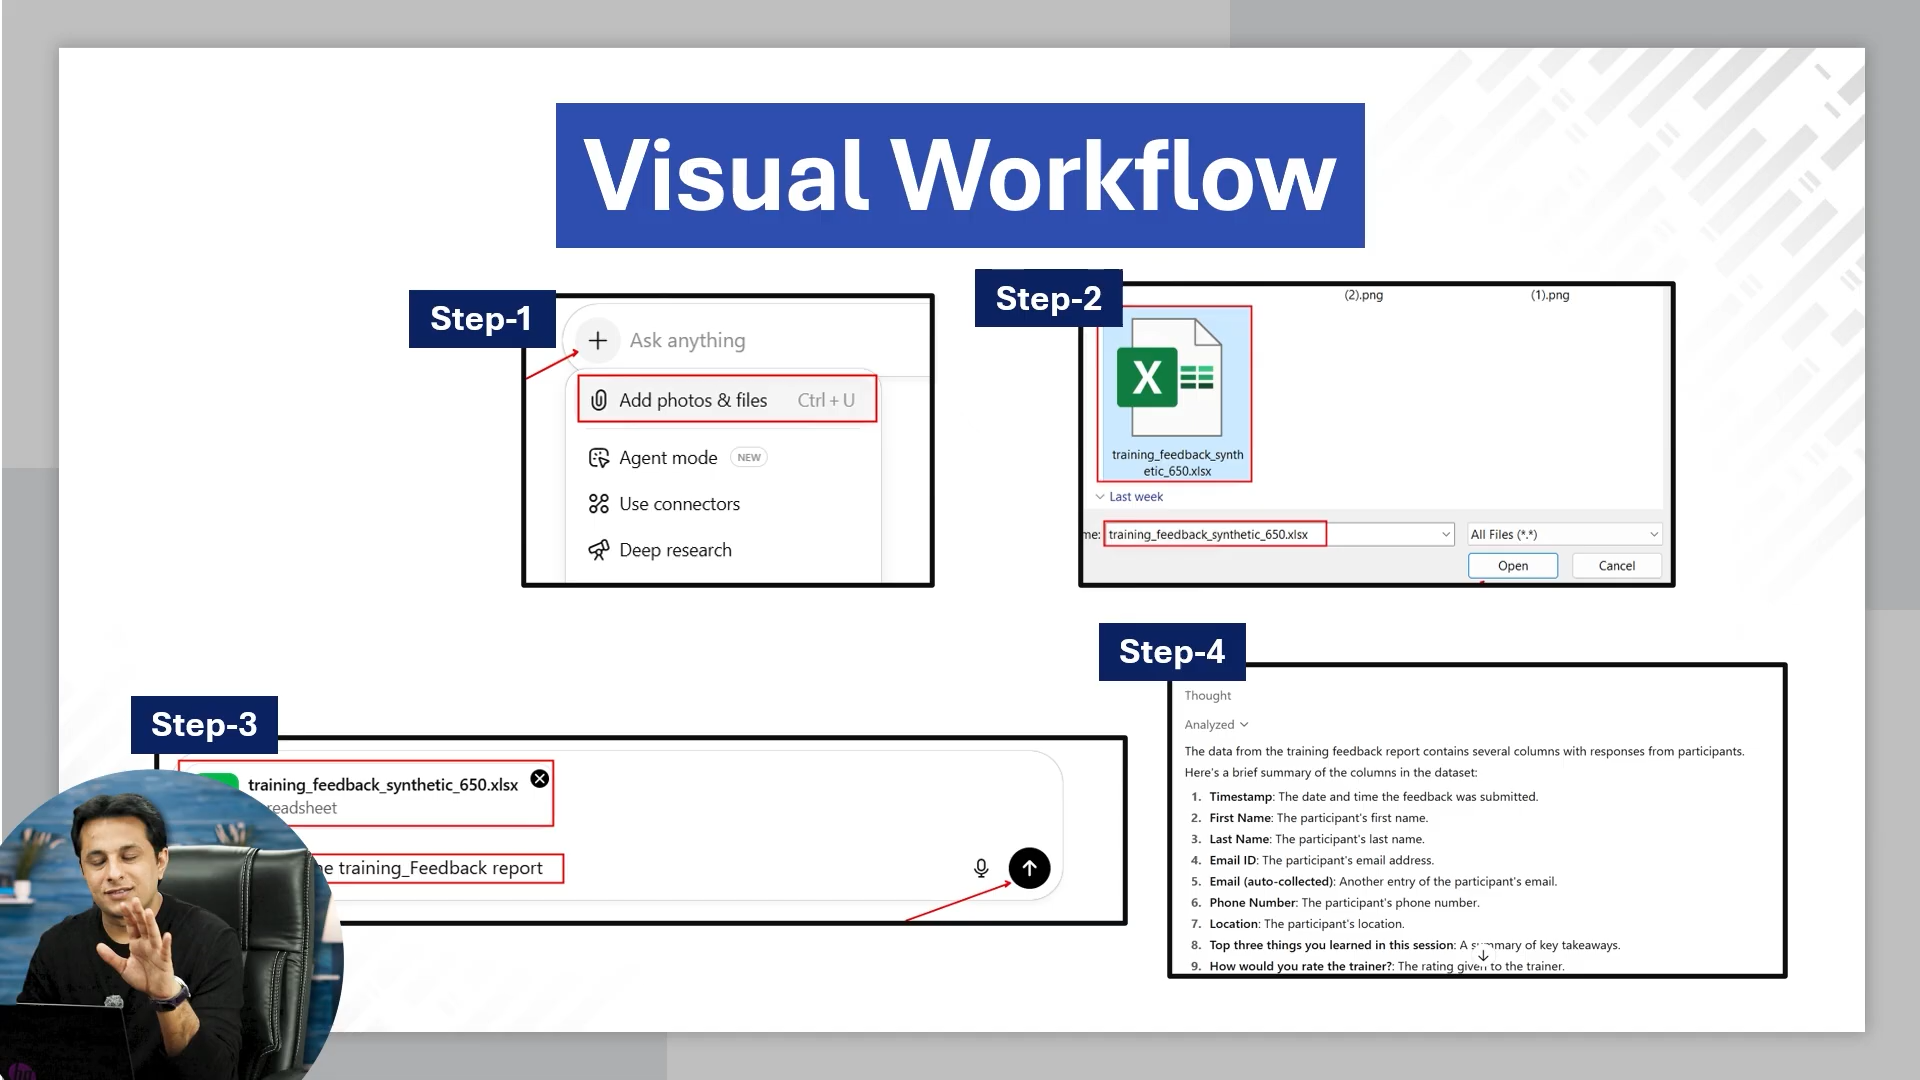 Visual Workflow
Step-1
+ Ask anything
Add photos & files Ctrl + U
Agent mode NEW
Use connectors
Deep research
Step-2
(2).png (1).png
X
training_feedback_synth
etic_650.xlsx
Last week
me: training_feedback_synthetic_650.xlsx All Files (*.*)
Open Cancel
Step-3
training_feedback_synthetic_650.xlsx
readsheet
training_Feedback report
Step-4
Thought
Analyzed
The data from the training feedback report contains several columns with responses from participants.
Here's a brief summary of the columns in the dataset:
1. Timestamp: The date and time the feedback was submitted.
2. First Name: The participant's first name.
3. Last Name: The participant's last name.
4. Email ID: The participant's email address.
5. Email (auto-collected): Another entry of the participant's email.
6. Phone Number: The participant's phone number.
7. Location: The participant's location.
8. Top three things you learned in this session: A summary of key takeaways.
9. How would you rate the trainer?: The rating given to the trainer.
hp